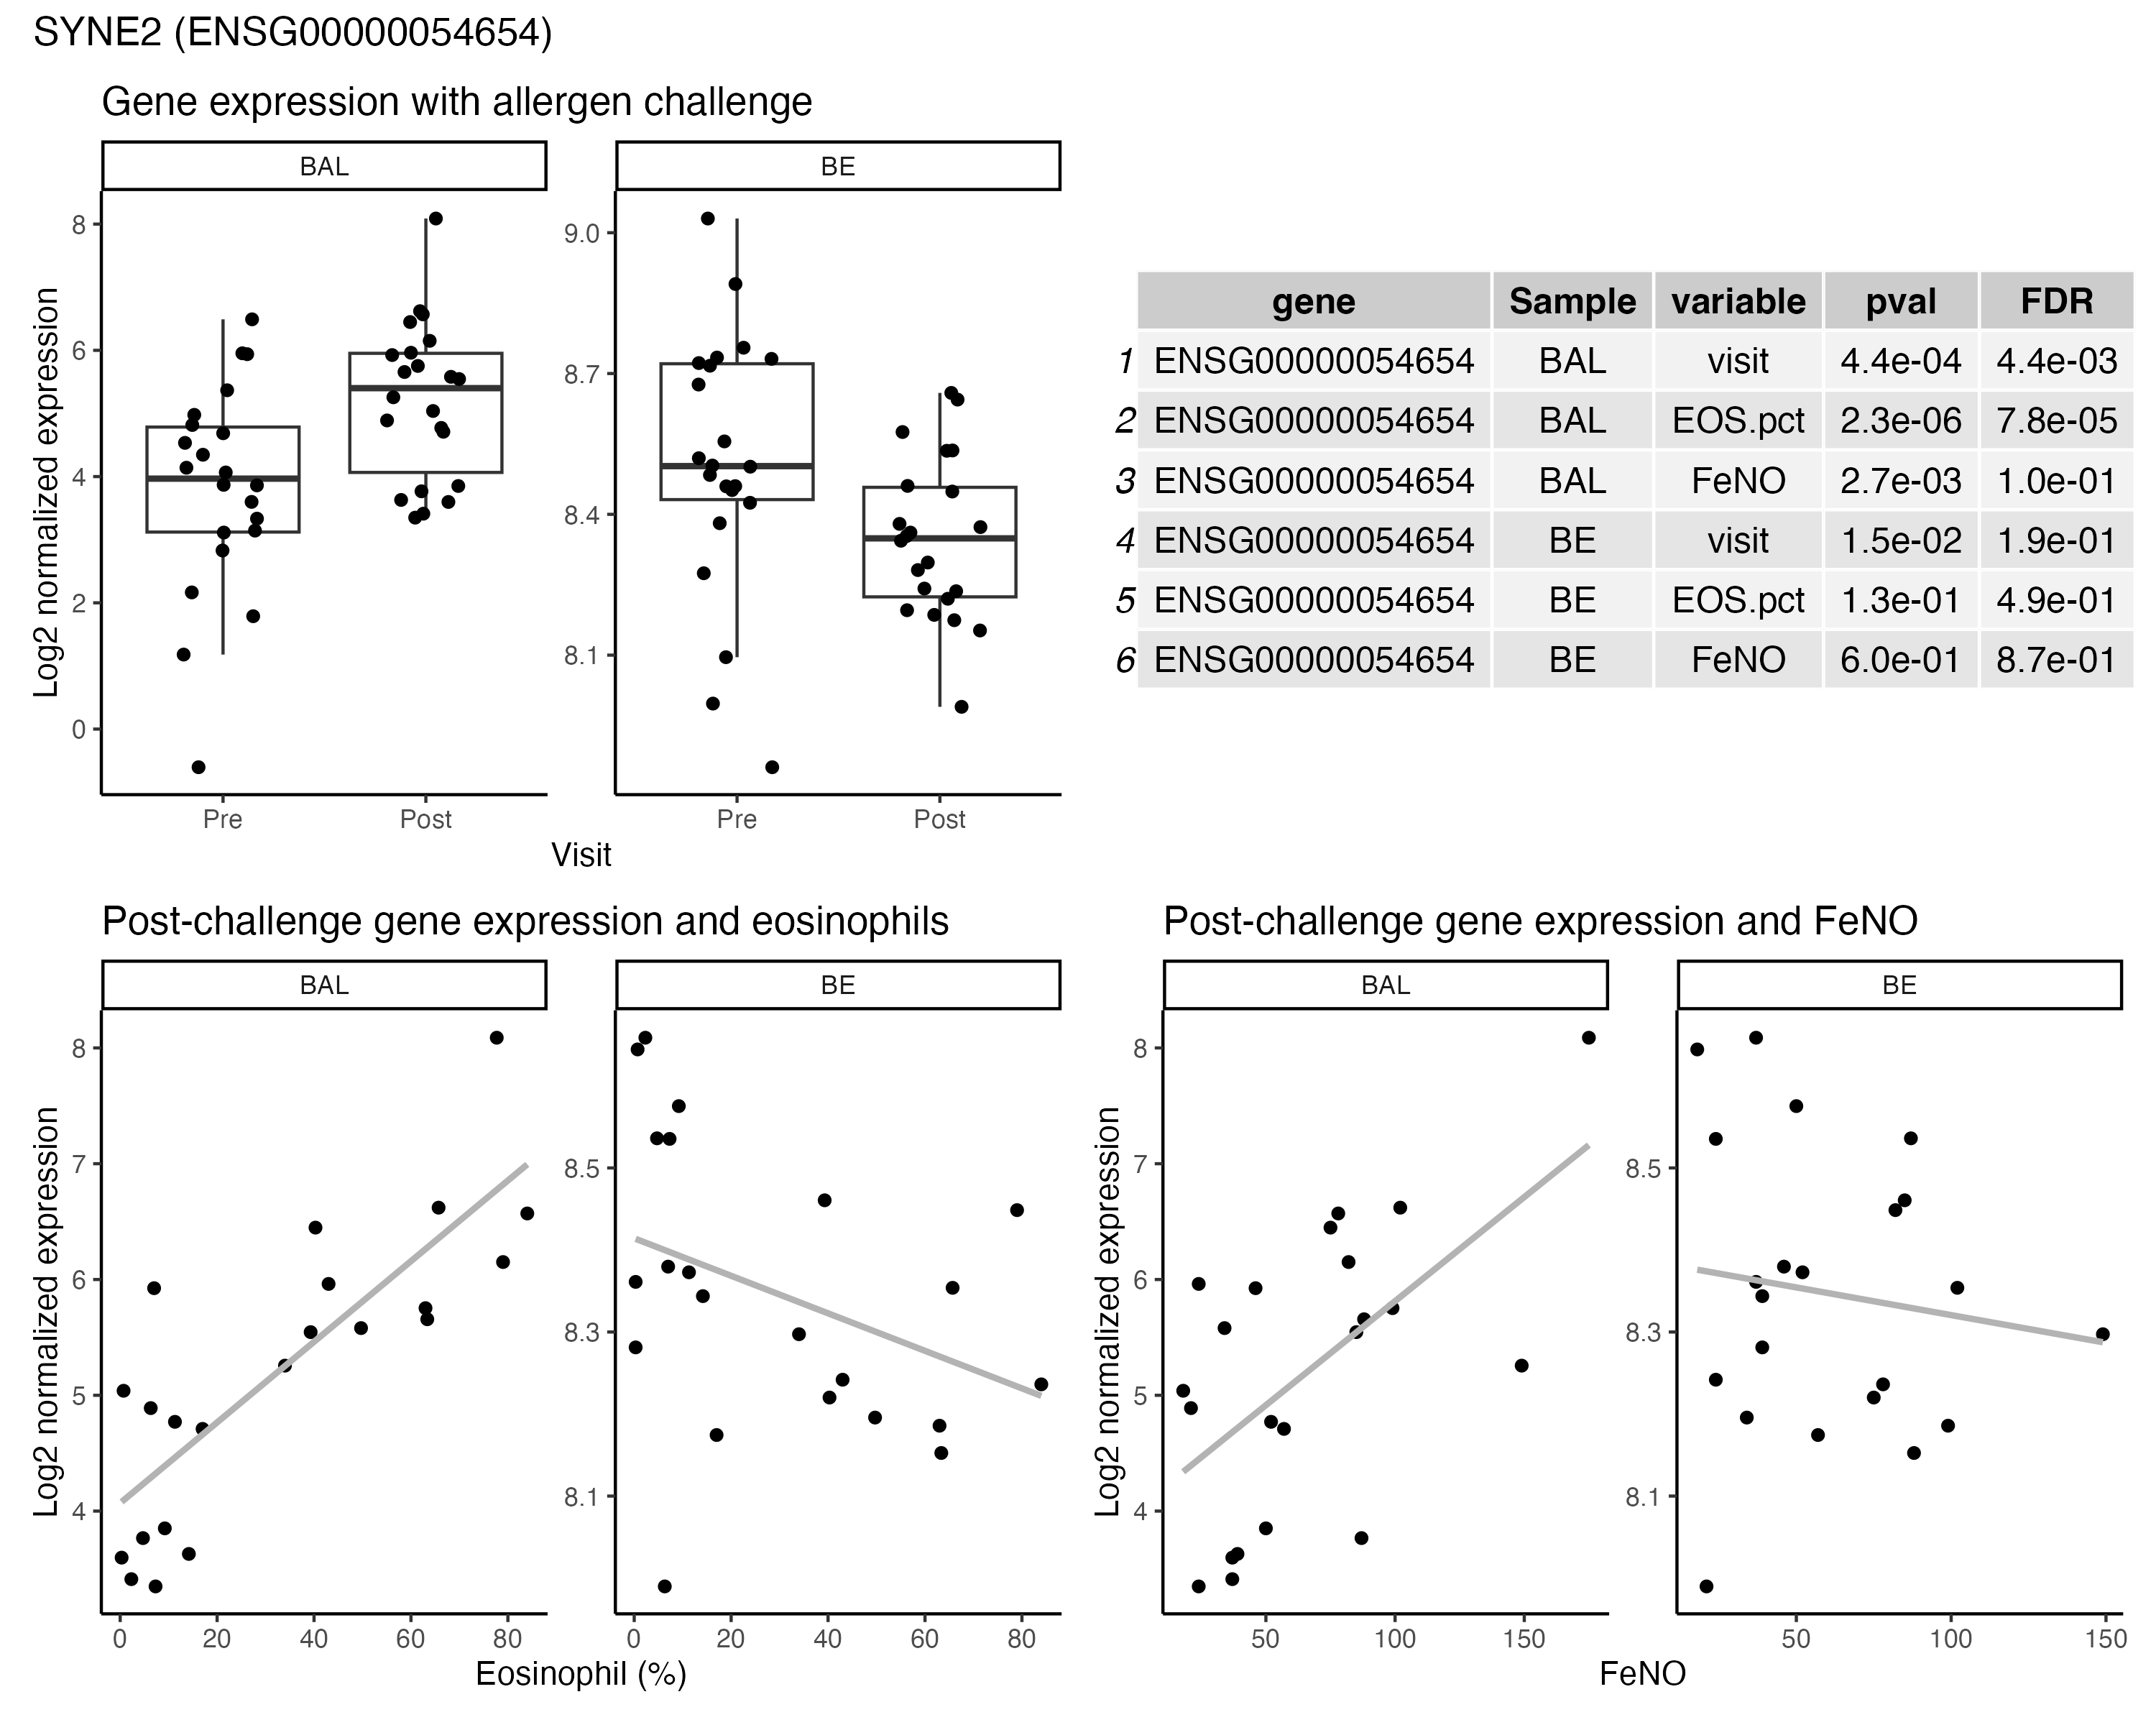 SYNE2 (ENSG00000054654)
Gene expression with allergen challenge
BAL
BE
Log2 normalized expression
8
6
4
2
0
9.0
8.7
8.4
8.1
Pre
Post
Pre
Post
Visit
gene Sample variable pval FDR
1 ENSG00000054654 BAL visit 4.4e-04 4.4e-03
2 ENSG00000054654 BAL EOS.pct 2.3e-06 7.8e-05
3 ENSG00000054654 BAL FeNO 2.7e-03 1.0e-01
4 ENSG00000054654 BE visit 1.5e-02 1.9e-01
5 ENSG00000054654 BE EOS.pct 1.3e-01 4.9e-01
6 ENSG00000054654 BE FeNO 6.0e-01 8.7e-01
Post-challenge gene expression and eosinophils
BAL
BE
Log2 normalized expression
8
7
6
5
4
8.5
8.3
8.1
0 20 40 60 80
0 20 40 60 80
Eosinophil (%)
Post-challenge gene expression and FeNO
BAL
BE
Log2 normalized expression
8
7
6
5
4
8.5
8.3
8.1
50 100 150
50 100 150
FeNO